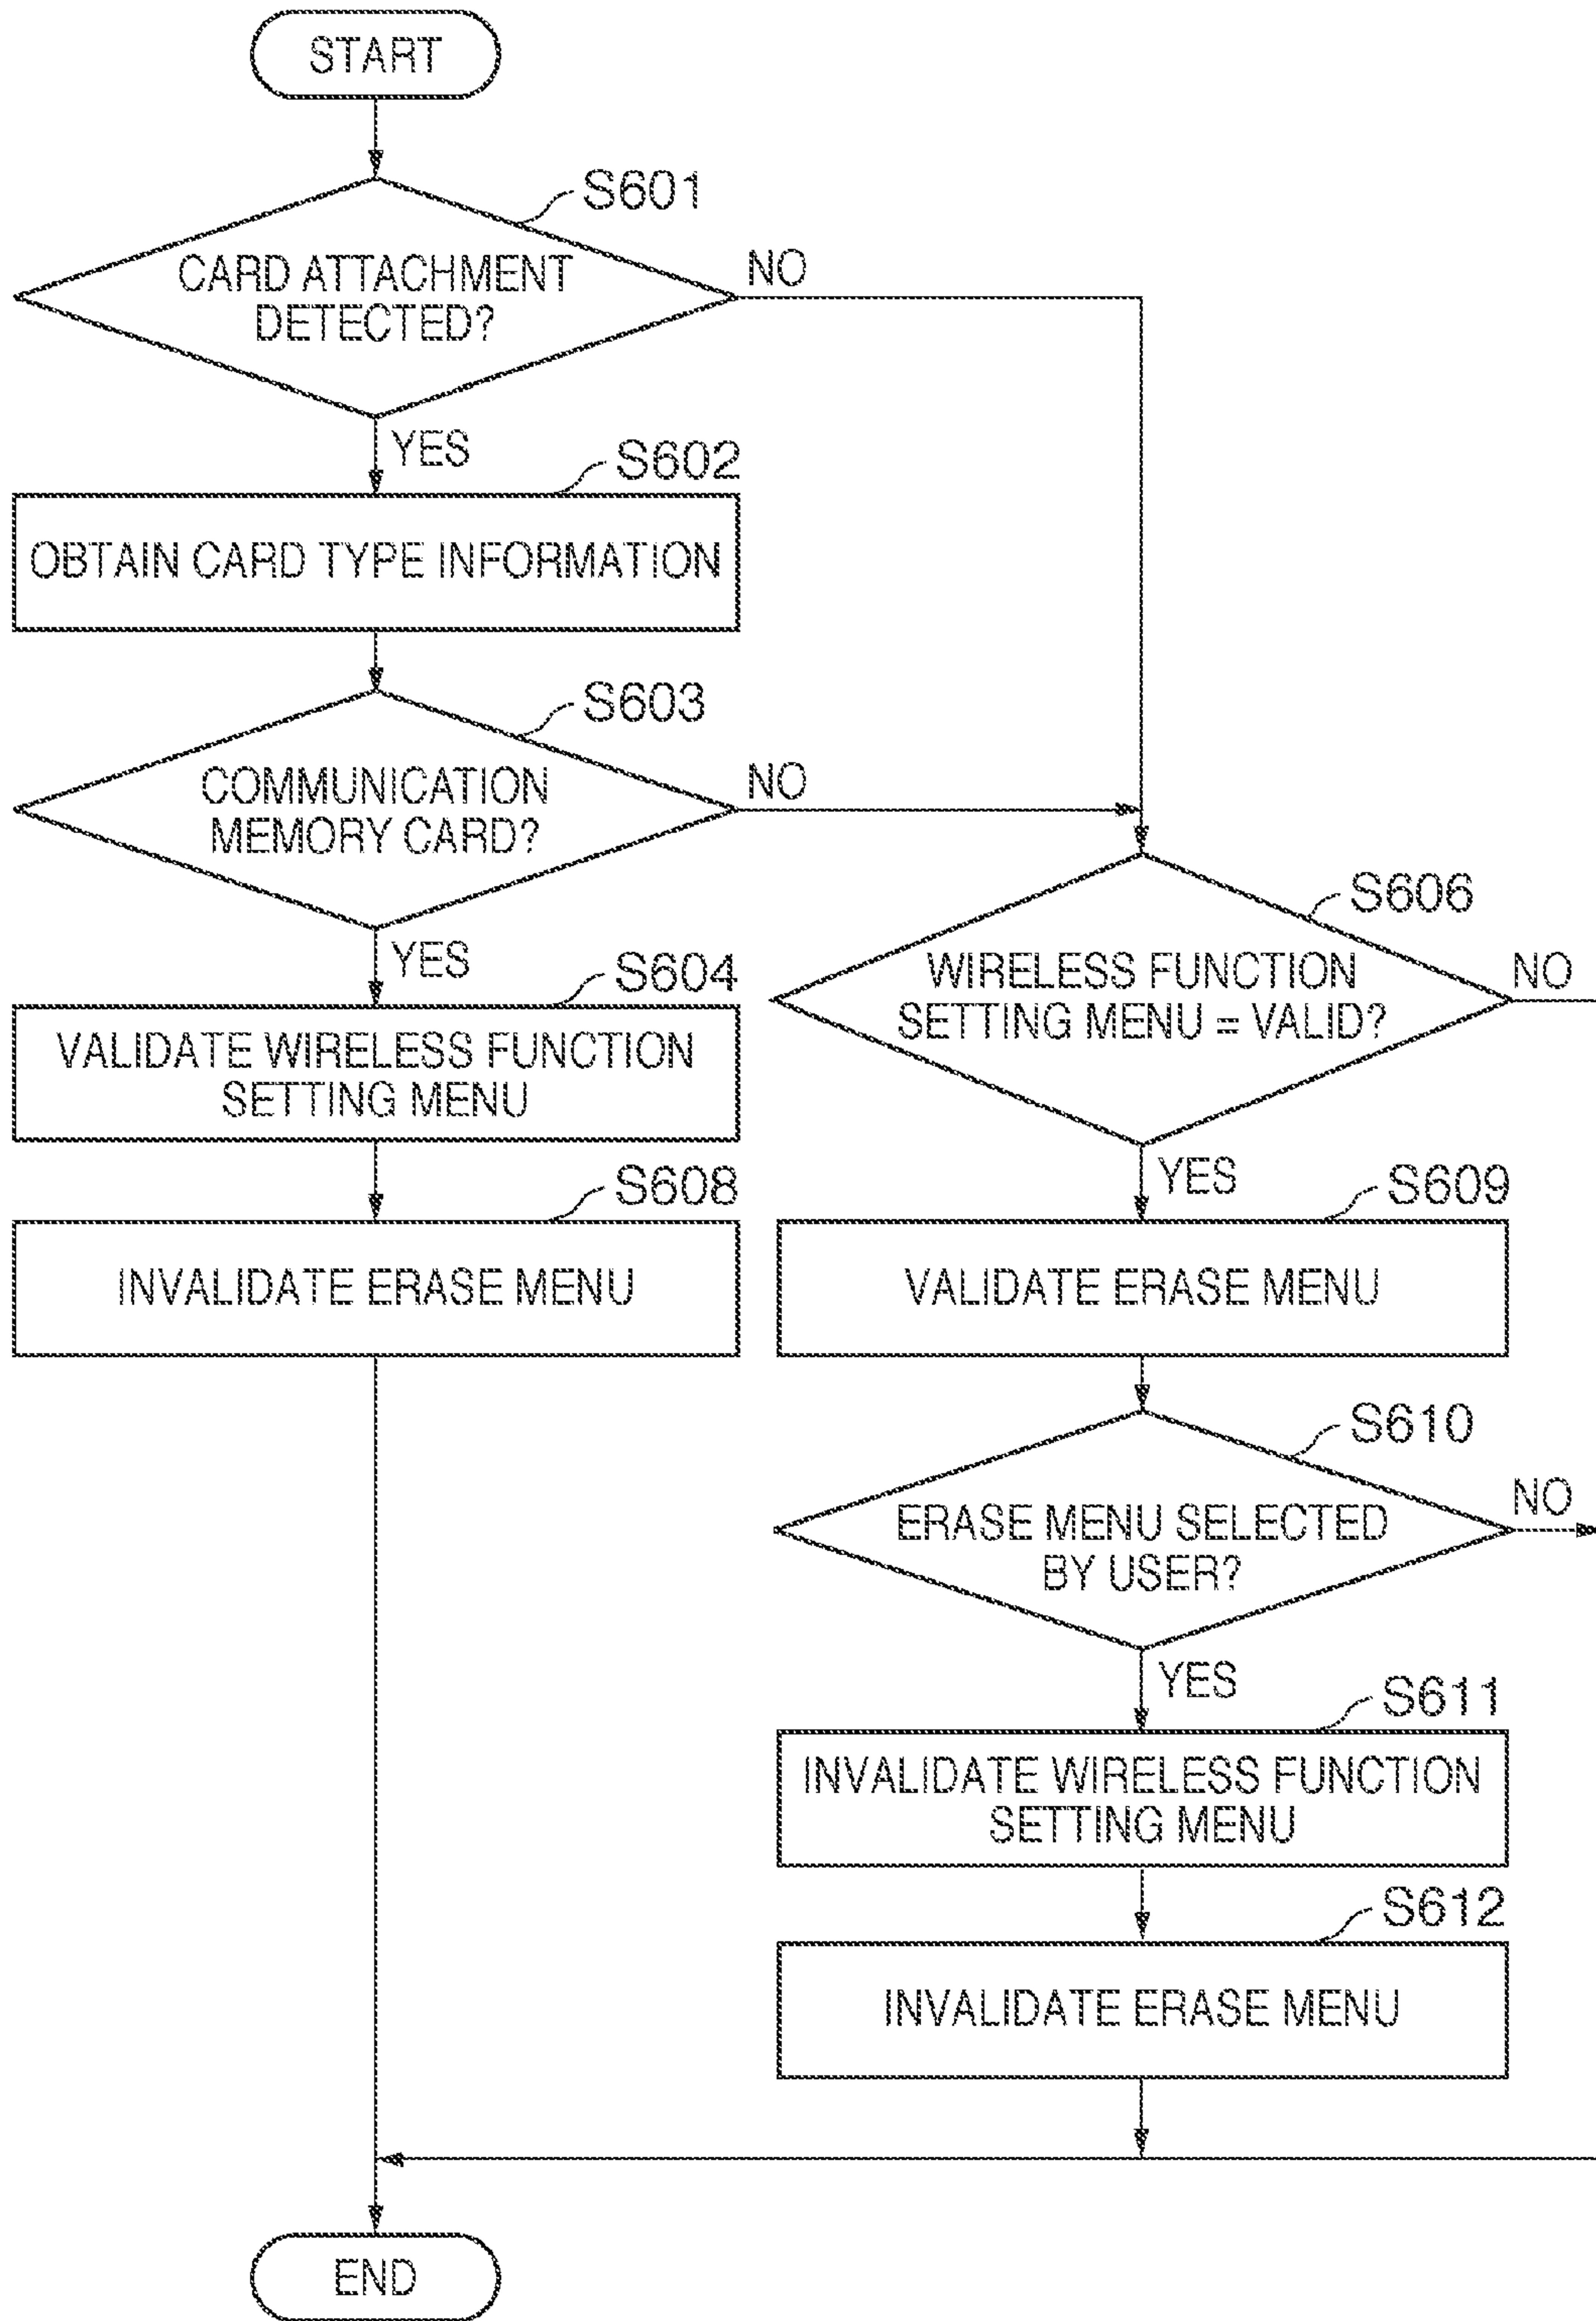 START
S601
CARD ATTACHMENT
DETECTED?
NO
YES
S602
OBTAIN CARD TYPE INFORMATION
S603
COMMUNICATION
MEMORY CARD?
NO
YES
S604
VALIDATE WIRELESS FUNCTION
SETTING MENU
S608
INVALIDATE ERASE MENU
S606
WIRELESS FUNCTION
SETTING MENU = VALID?
NO
YES
S609
VALIDATE ERASE MENU
S610
ERASE MENU SELECTED
BY USER?
NO
YES
S611
INVALIDATE WIRELESS FUNCTION
SETTING MENU
S612
INVALIDATE ERASE MENU
END